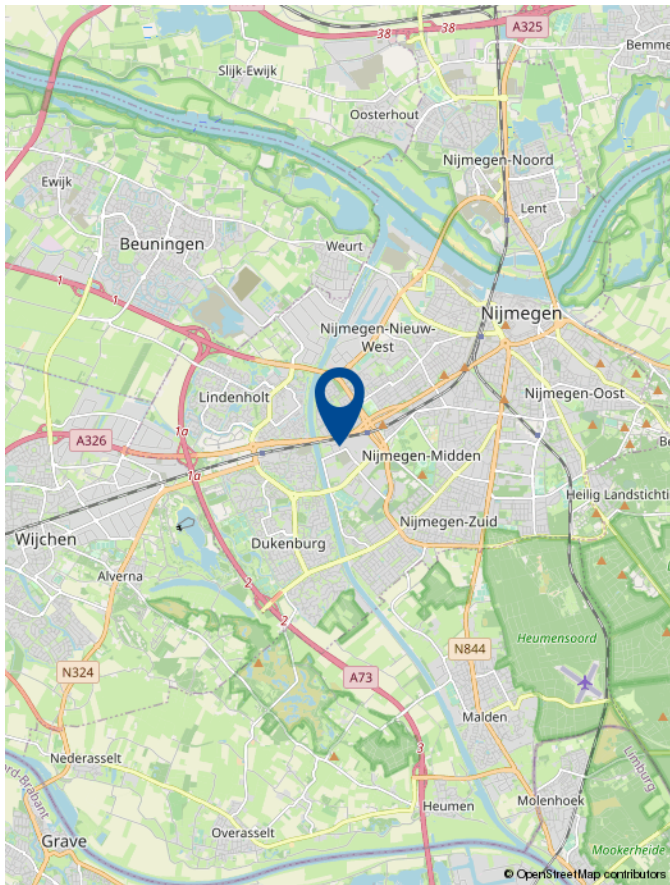 A325
38
38
Bemme
Slijk-Ewijk
Oosterhout
Nijmegen-Noord
Ewijk
Lent
Beuningen
Weurt
1
1
Nijmegen
Nijmegen-Nieuw-
West
Lindenholt
Nijmegen-Oost
1a
A326
Be
Nijmegen-Midden
1a
Heilig Landstichti
Nijmegen-Zuid
Wijchen
Dukenburg
Alverna
2
2
Heumensoord
N844
N324
A73
Malden
3
Nederasselt
Limburg
oord-Brabant
Heumen
Molenhoek
Overasselt
Grave
Mookerheide
© OpenStreetMap contributors